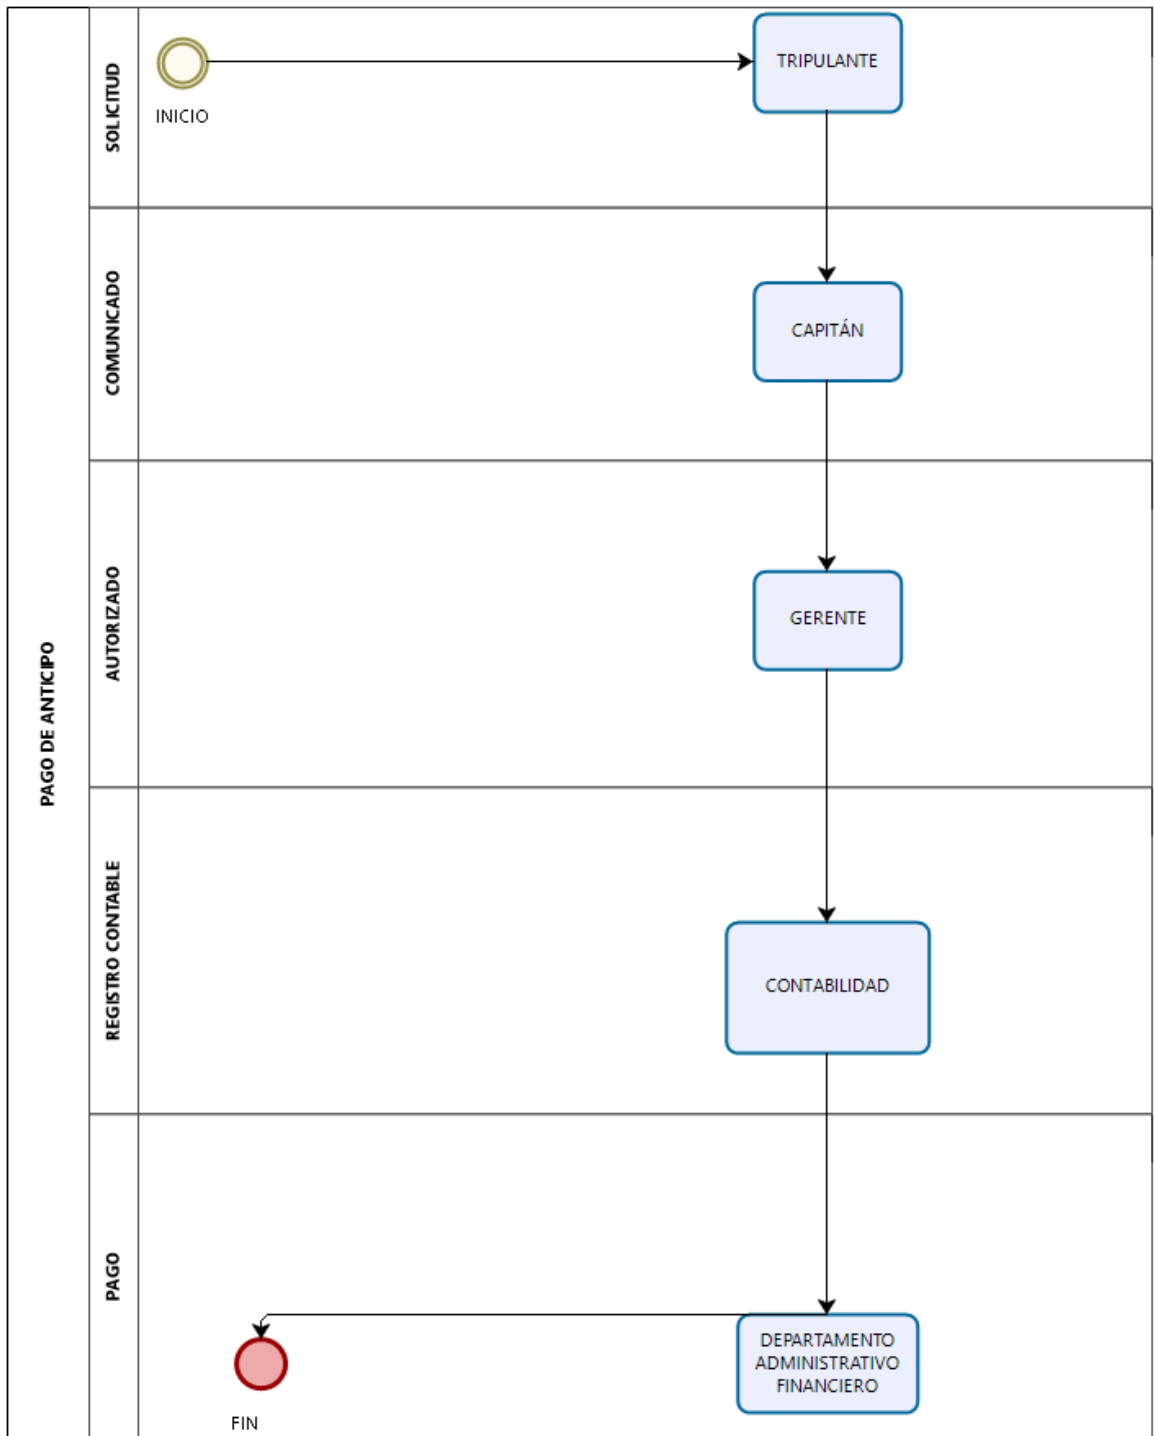 PAGO DE ANTICIPO
SOLICITUD
INICIO
TRIPULANTE
COMUNICADO
CAPITÁN
AUTORIZADO
GERENTE
REGISTRO CONTABLE
CONTABILIDAD
PAGO
DEPARTAMENTO
ADMINISTRATIVO
FINANCIERO
FIN